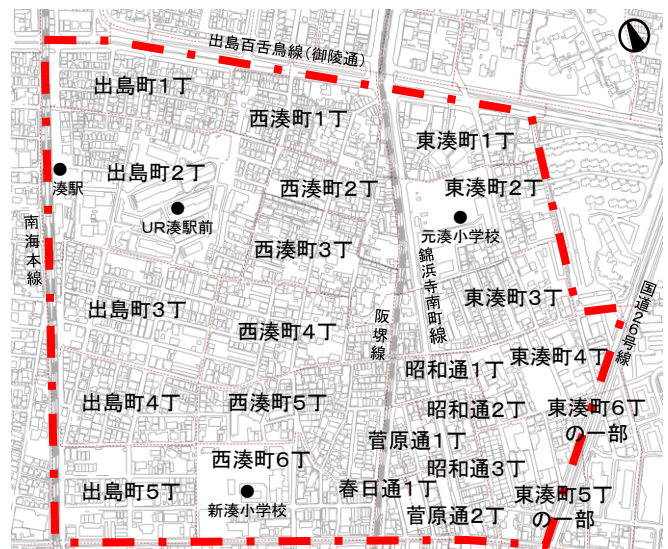 出島百舌鳥線(御陵通)
出島町1丁
西湊町1丁
東湊町1丁
出島町2丁
湊駅
UR湊駅前
西湊町2丁
東湊町2丁
元湊小学校
南海本線
西湊町3丁
錦浜寺南町線
東湊町3丁
国道26号線
出島町3丁
西湊町4丁
阪堺線
昭和通1丁
東湊町4丁
出島町4丁
西湊町5丁
昭和通2丁
東湊町6丁
の一部
菅原通1丁
西湊町6丁
昭和通3丁
出島町5丁
新湊小学校
春日通1丁
東湊町5丁
の一部
菅原通2丁